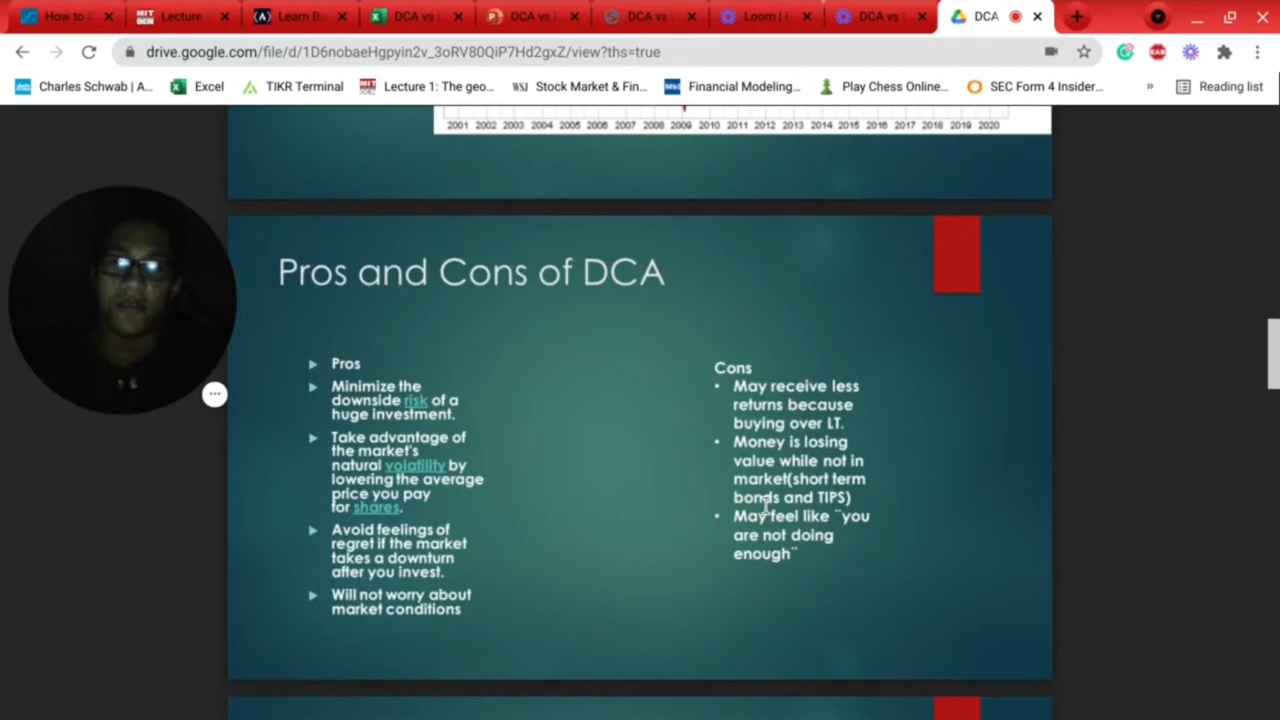 How to
Lecture
Learn B
DCA vs
DCA vs
DCA vs
Loom |
DCA vs
DCA
drive.google.com/file/d/1D6nobaeHgpyin2v_3oRV80QiP7Hd2gxZ/view?ths=true
Charles Schwab | A... Excel TIKR Terminal Lecture 1: The geo... Stock Market & Fin... Financial Modeling... Play Chess Online... SEC Form 4 Insider... » Reading list
2001 2002 2003 2004 2005 2006 2007 2008 2009 2010 2011 2012 2013 2014 2015 2016 2017 2018 2019 2020
Pros and Cons of DCA
Pros
Minimize the
downside risk of a
huge investment.
Take advantage of
the market's
natural volatility by
lowering the average
price you pay
for shares.
Avoid feelings of
regret if the market
takes a downturn
after you invest.
Will not worry about
market conditions
Cons
• May receive less
returns because
buying over LT.
• Money is losing
value while not in
market(short term
bonds and TIPS)
• May feel like ¨you
are not doing
enough¨